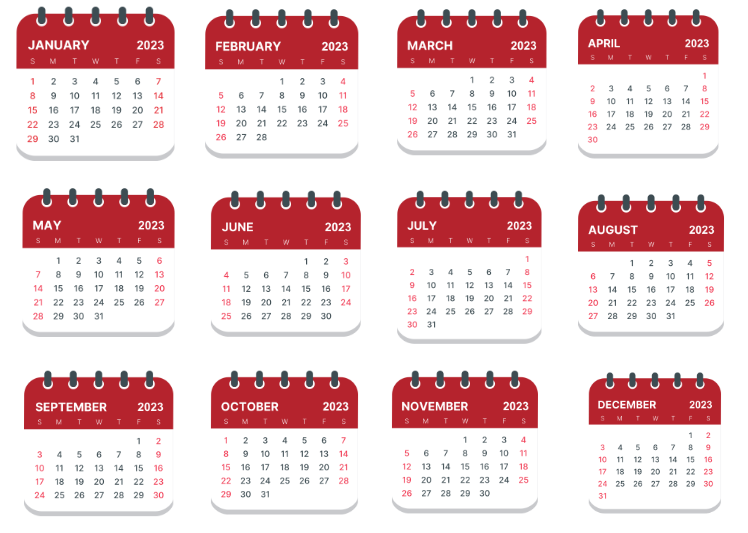 JANUARY 2023
S M T W T F S
1 2 3 4 5 6 7
8 9 10 11 12 13 14
15 16 17 18 19 20 21
22 23 24 25 26 27 28
29 30 31
FEBRUARY 2023
S M T W T F S
1 2 3 4
5 6 7 8 9 10 11
12 13 14 15 16 17 18
19 20 21 22 23 24 25
26 27 28
MARCH 2023
S M T W T F S
1 2 3 4
5 6 7 8 9 10 11
12 13 14 15 16 17 18
19 20 21 22 23 24 25
26 27 28 29 30 31
APRIL 2023
S M T W T F S
1
2 3 4 5 6 7 8
9 10 11 12 13 14 15
16 17 18 19 20 21 22
23 24 25 26 27 28 29
30
MAY 2023
S M T W T F S
1 2 3 4 5 6
7 8 9 10 11 12 13
14 15 16 17 18 19 20
21 22 23 24 25 26 27
28 29 30 31
JUNE 2023
S M T W T F S
1 2 3
4 5 6 7 8 9 10
11 12 13 14 15 16 17
18 19 20 21 22 23 24
26 27 28 29 30
JULY 2023
S M T W T F S
1
2 3 4 5 6 7 8
9 10 11 12 13 14 15
16 17 18 19 20 21 22
23 24 25 26 27 28 29
30 31
AUGUST 2023
S M T W T F S
1 2 3 4 5
6 7 8 9 10 11 12
13 14 15 16 17 18 19
20 21 22 23 24 25 26
27 28 29 30 31
SEPTEMBER 2023
S M T W T F S
1 2
3 4 5 6 7 8 9
10 11 12 13 14 15 16
17 18 19 20 21 22 23
24 25 26 27 28 29 30
OCTOBER 2023
S M T W T F S
1 2 3 4 5 6 7
8 9 10 11 12 13 14
15 16 17 18 19 20 21
22 23 24 25 26 27 28
29 30 31
NOVEMBER 2023
S M T W T F S
1 2 3 4
5 6 7 8 9 10 11
12 13 14 15 16 17 18
19 20 21 22 23 24 25
26 27 28 29 30
DECEMBER 2023
S M T W T F S
1 2
3 4 5 6 7 8 9
10 11 12 13 14 15 16
17 18 19 20 21 22 23
24 25 26 27 28 29 30
31